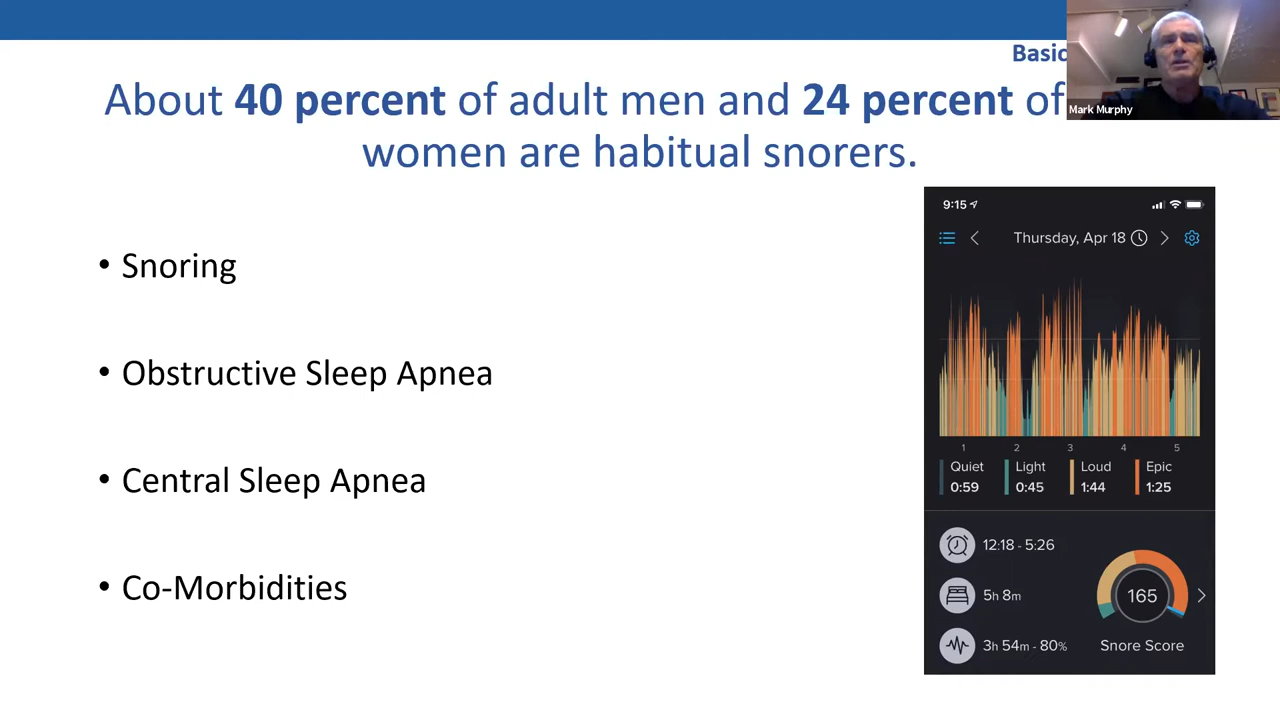 Basic
About 40 percent of adult men and 24 percent of
women are habitual snorers.
Mark Murphy
• Snoring
• Obstructive Sleep Apnea
• Central Sleep Apnea
• Co-Morbidities
9:15
Thursday, Apr 18
1 2 3 4 5
Quiet Light Loud Epic
0:59 0:45 1:44 1:25
12:18 - 5:26
5h 8m
165
3h 54m - 80%
Snore Score